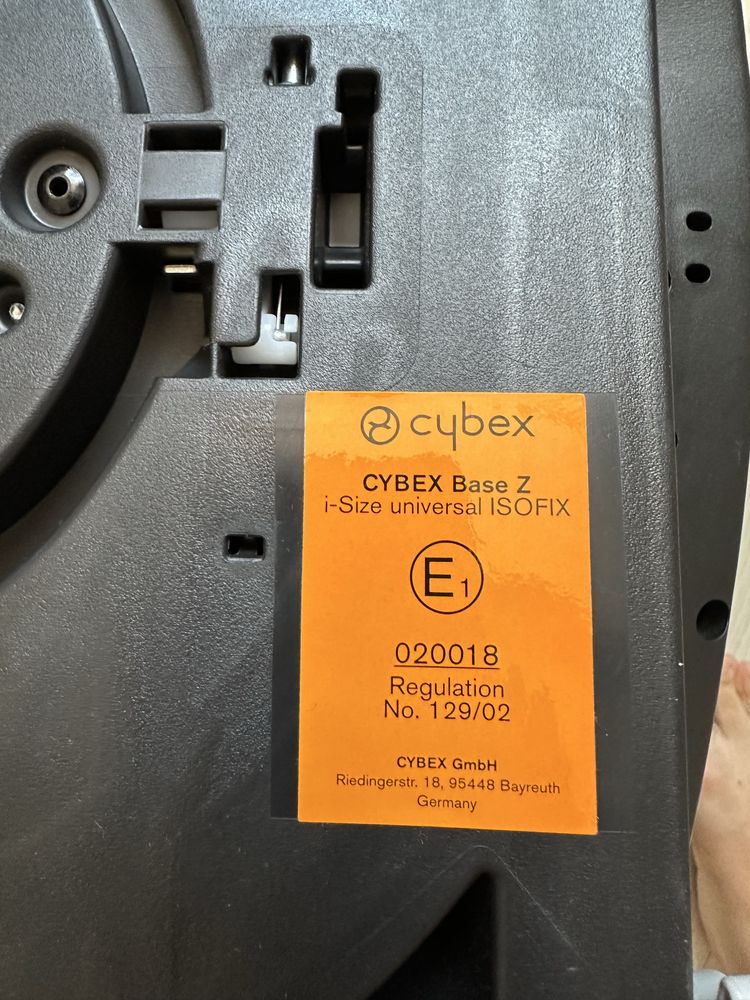 cybex
CYBEX Base Z
i-Size universal ISOFIX
E1
020018
Regulation
No. 129/02
CYBEX GmbH
Riedingerstr. 18, 95448 Bayreuth
Germany